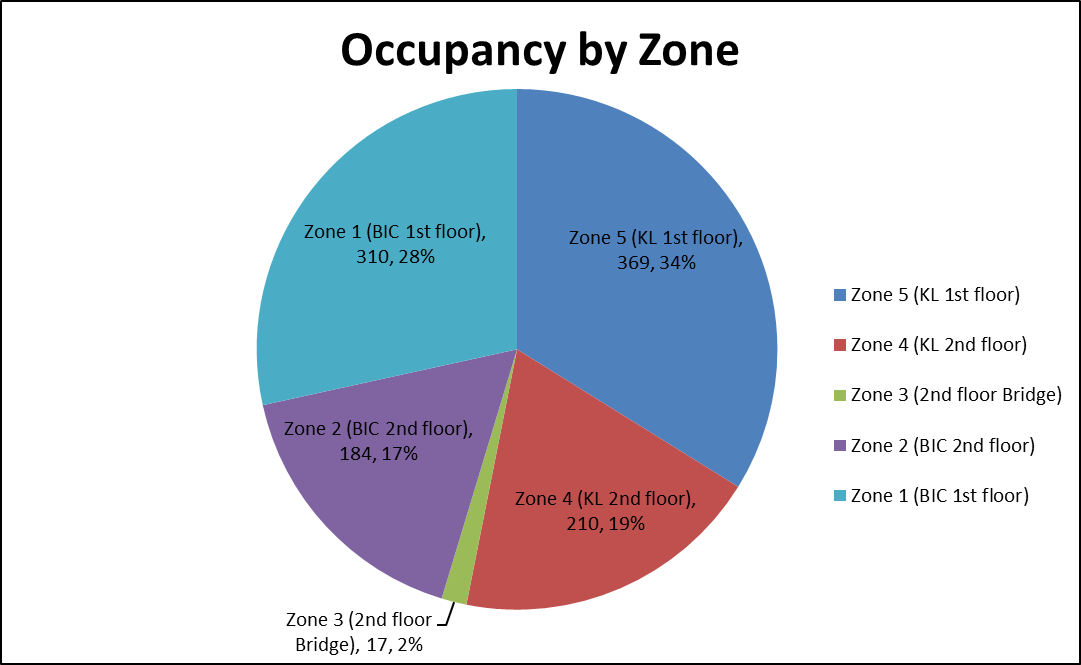 Occupancy by Zone
Zone 1 (BIC 1st floor),
310, 28%
Zone 5 (KL 1st floor),
369, 34%
Zone 2 (BIC 2nd floor),
184, 17%
Zone 4 (KL 2nd floor),
210, 19%
Zone 3 (2nd floor
Bridge), 17, 2%
Zone 5 (KL 1st floor)
Zone 4 (KL 2nd floor)
Zone 3 (2nd floor Bridge)
Zone 2 (BIC 2nd floor)
Zone 1 (BIC 1st floor)